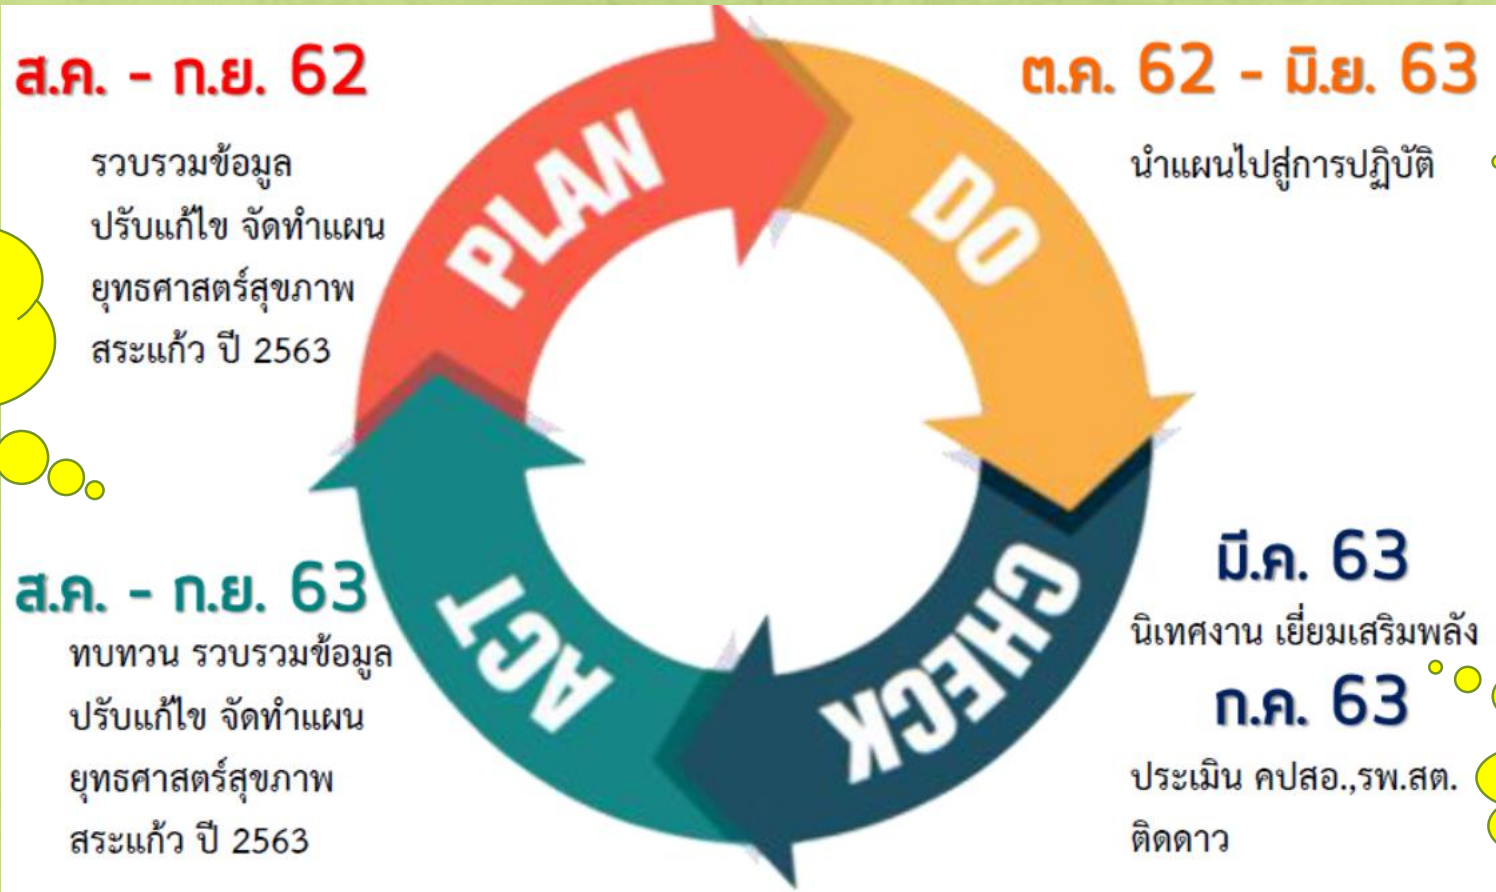 ส.ค. - ก.ย. 62
รวบรวมข้อมูล
ปรับแก้ไข จัดทำแผน
ยุทธศาสตร์สุขภาพ
สระแก้ว ปี 2563
PLAN
DO
ต.ค. 62 - มิ.ย. 63
นำแผนไปสู่การปฏิบัติ
CHECK
มี.ค. 63
นิเทศงาน เยี่ยมเสริมพลัง
ก.ค. 63
ประเมิน คปสอ.,รพ.สต.
ติดดาว
ACT
ส.ค. - ก.ย. 63
ทบทวน รวบรวมข้อมูล
ปรับแก้ไข จัดทำแผน
ยุทธศาสตร์สุขภาพ
สระแก้ว ปี 2563